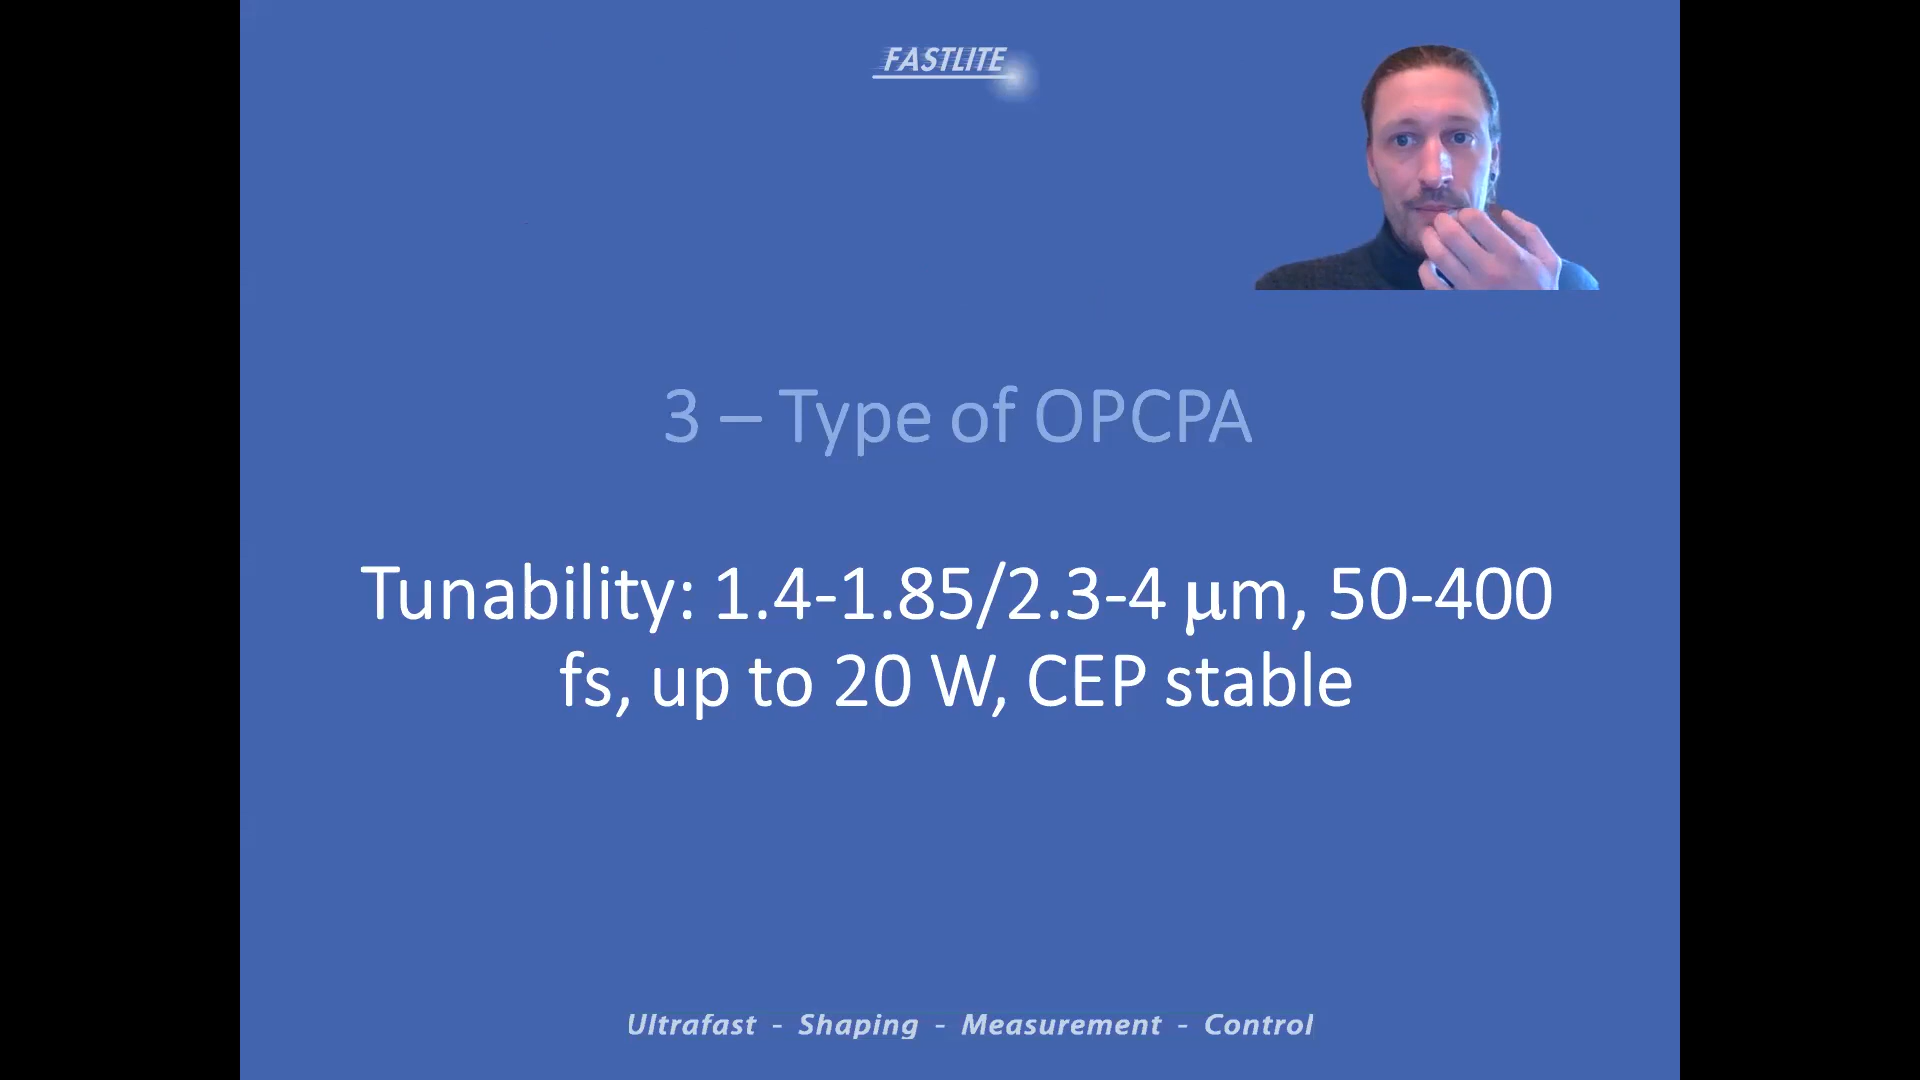 FASTLITE
3 – Type of OPCPA
Tunability: 1.4-1.85/2.3-4 μm, 50-400
fs, up to 20 W, CEP stable
Ultrafast - Shaping - Measurement - Control